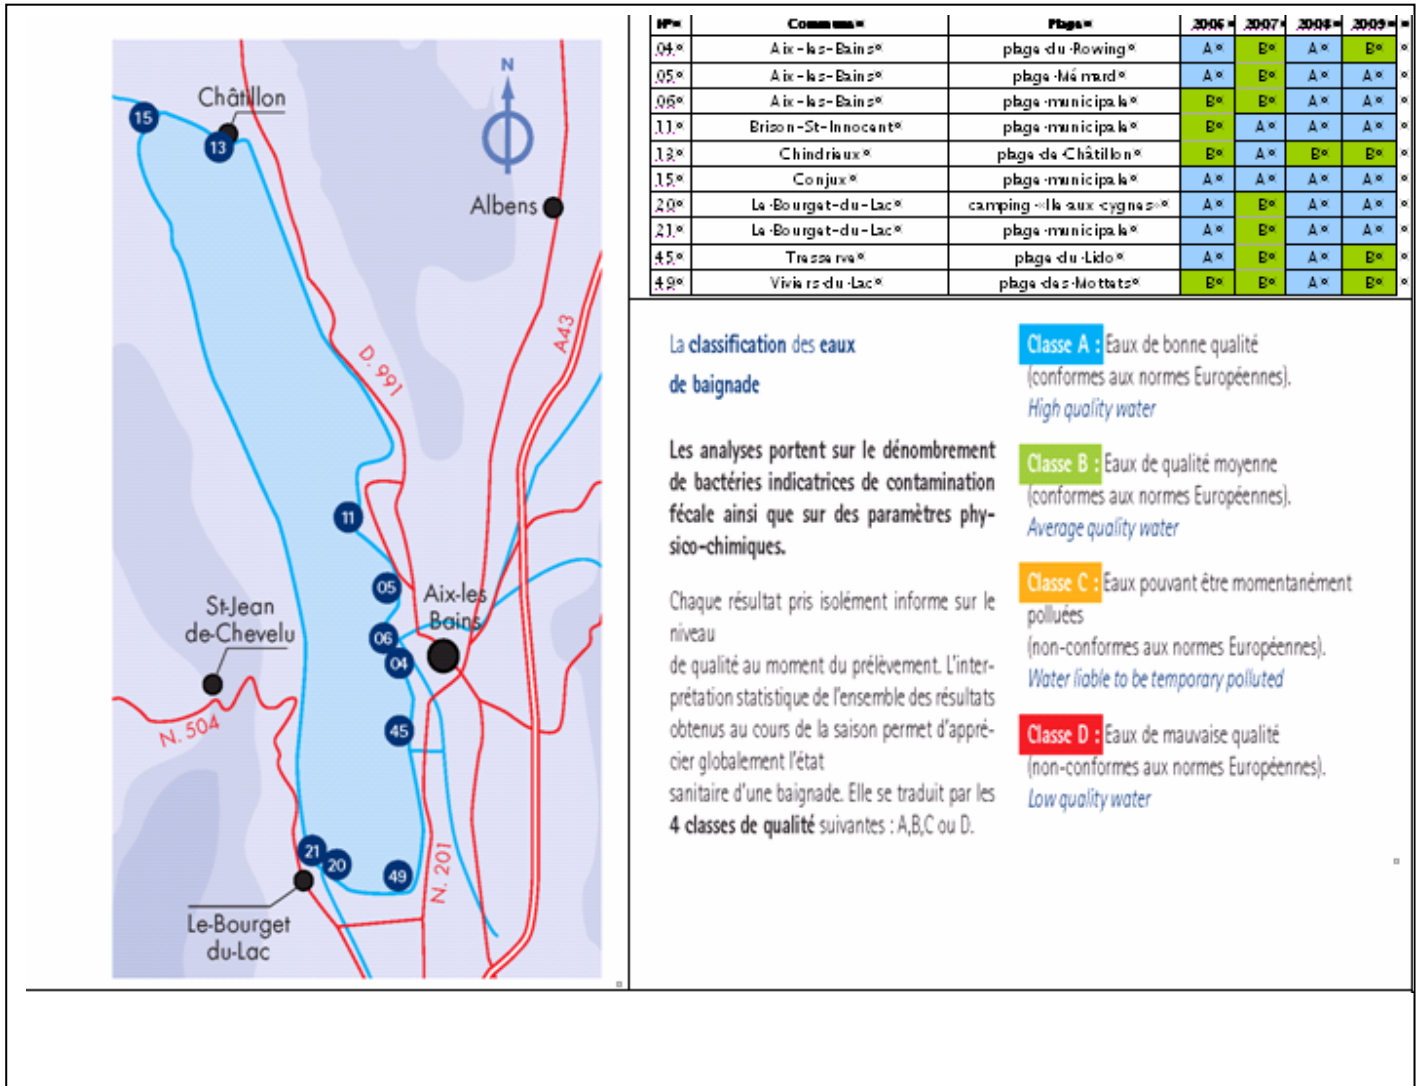 N
Châtillon
15
13
Albens
A43
D. 991
11
05
Aix-les
Bains
06
04
St-Jean
de-Chevelu
N. 504
45
21
20
49
N. 201
Le-Bourget
du-Lac
N° Commune Plage 2006 2007 2008 2009
04 Aix-les-Bains plage du Rowing A B A B
05 Aix-les-Bains plage Mémard A B A A
06 Aix-les-Bains plage municipale B B A A
11 Brison-St-Innocent plage municipale B A A A
13 Chindrieux plage de Châtillon B A B B
15 Conjux plage municipale A A A A
20 Le Bourget-du-Lac camping «Ile aux cygnes» A B A A
21 Le Bourget-du-Lac plage municipale A B A A
45 Tresserve plage du Lido A B A B
49 Viviers-du-Lac plage des Mottets B B A B
La classification des eaux
de baignade
Les analyses portent sur le dénombrement
de bactéries indicatrices de contamination
fécale ainsi que sur des paramètres phy-
sico-chimiques.
Chaque résultat pris isolément informe sur le
niveau
de qualité au moment du prélèvement. L'inter-
prétation statistique de l'ensemble des résultats
obtenus au cours de la saison permet d'appré-
cier globalement l'état
sanitaire d'une baignade. Elle se traduit par les
4 classes de qualité suivantes : A,B,C ou D.
Classe A : Eaux de bonne qualité
(conformes aux normes Européennes).
High quality water
Classe B : Eaux de qualité moyenne
(conformes aux normes Européennes).
Average quality water
Classe C : Eaux pouvant être momentanément
polluées
(non-conformes aux normes Européennes).
Water liable to be temporary polluted
Classe D : Eaux de mauvaise qualité
(non-conformes aux normes Européennes).
Low quality water